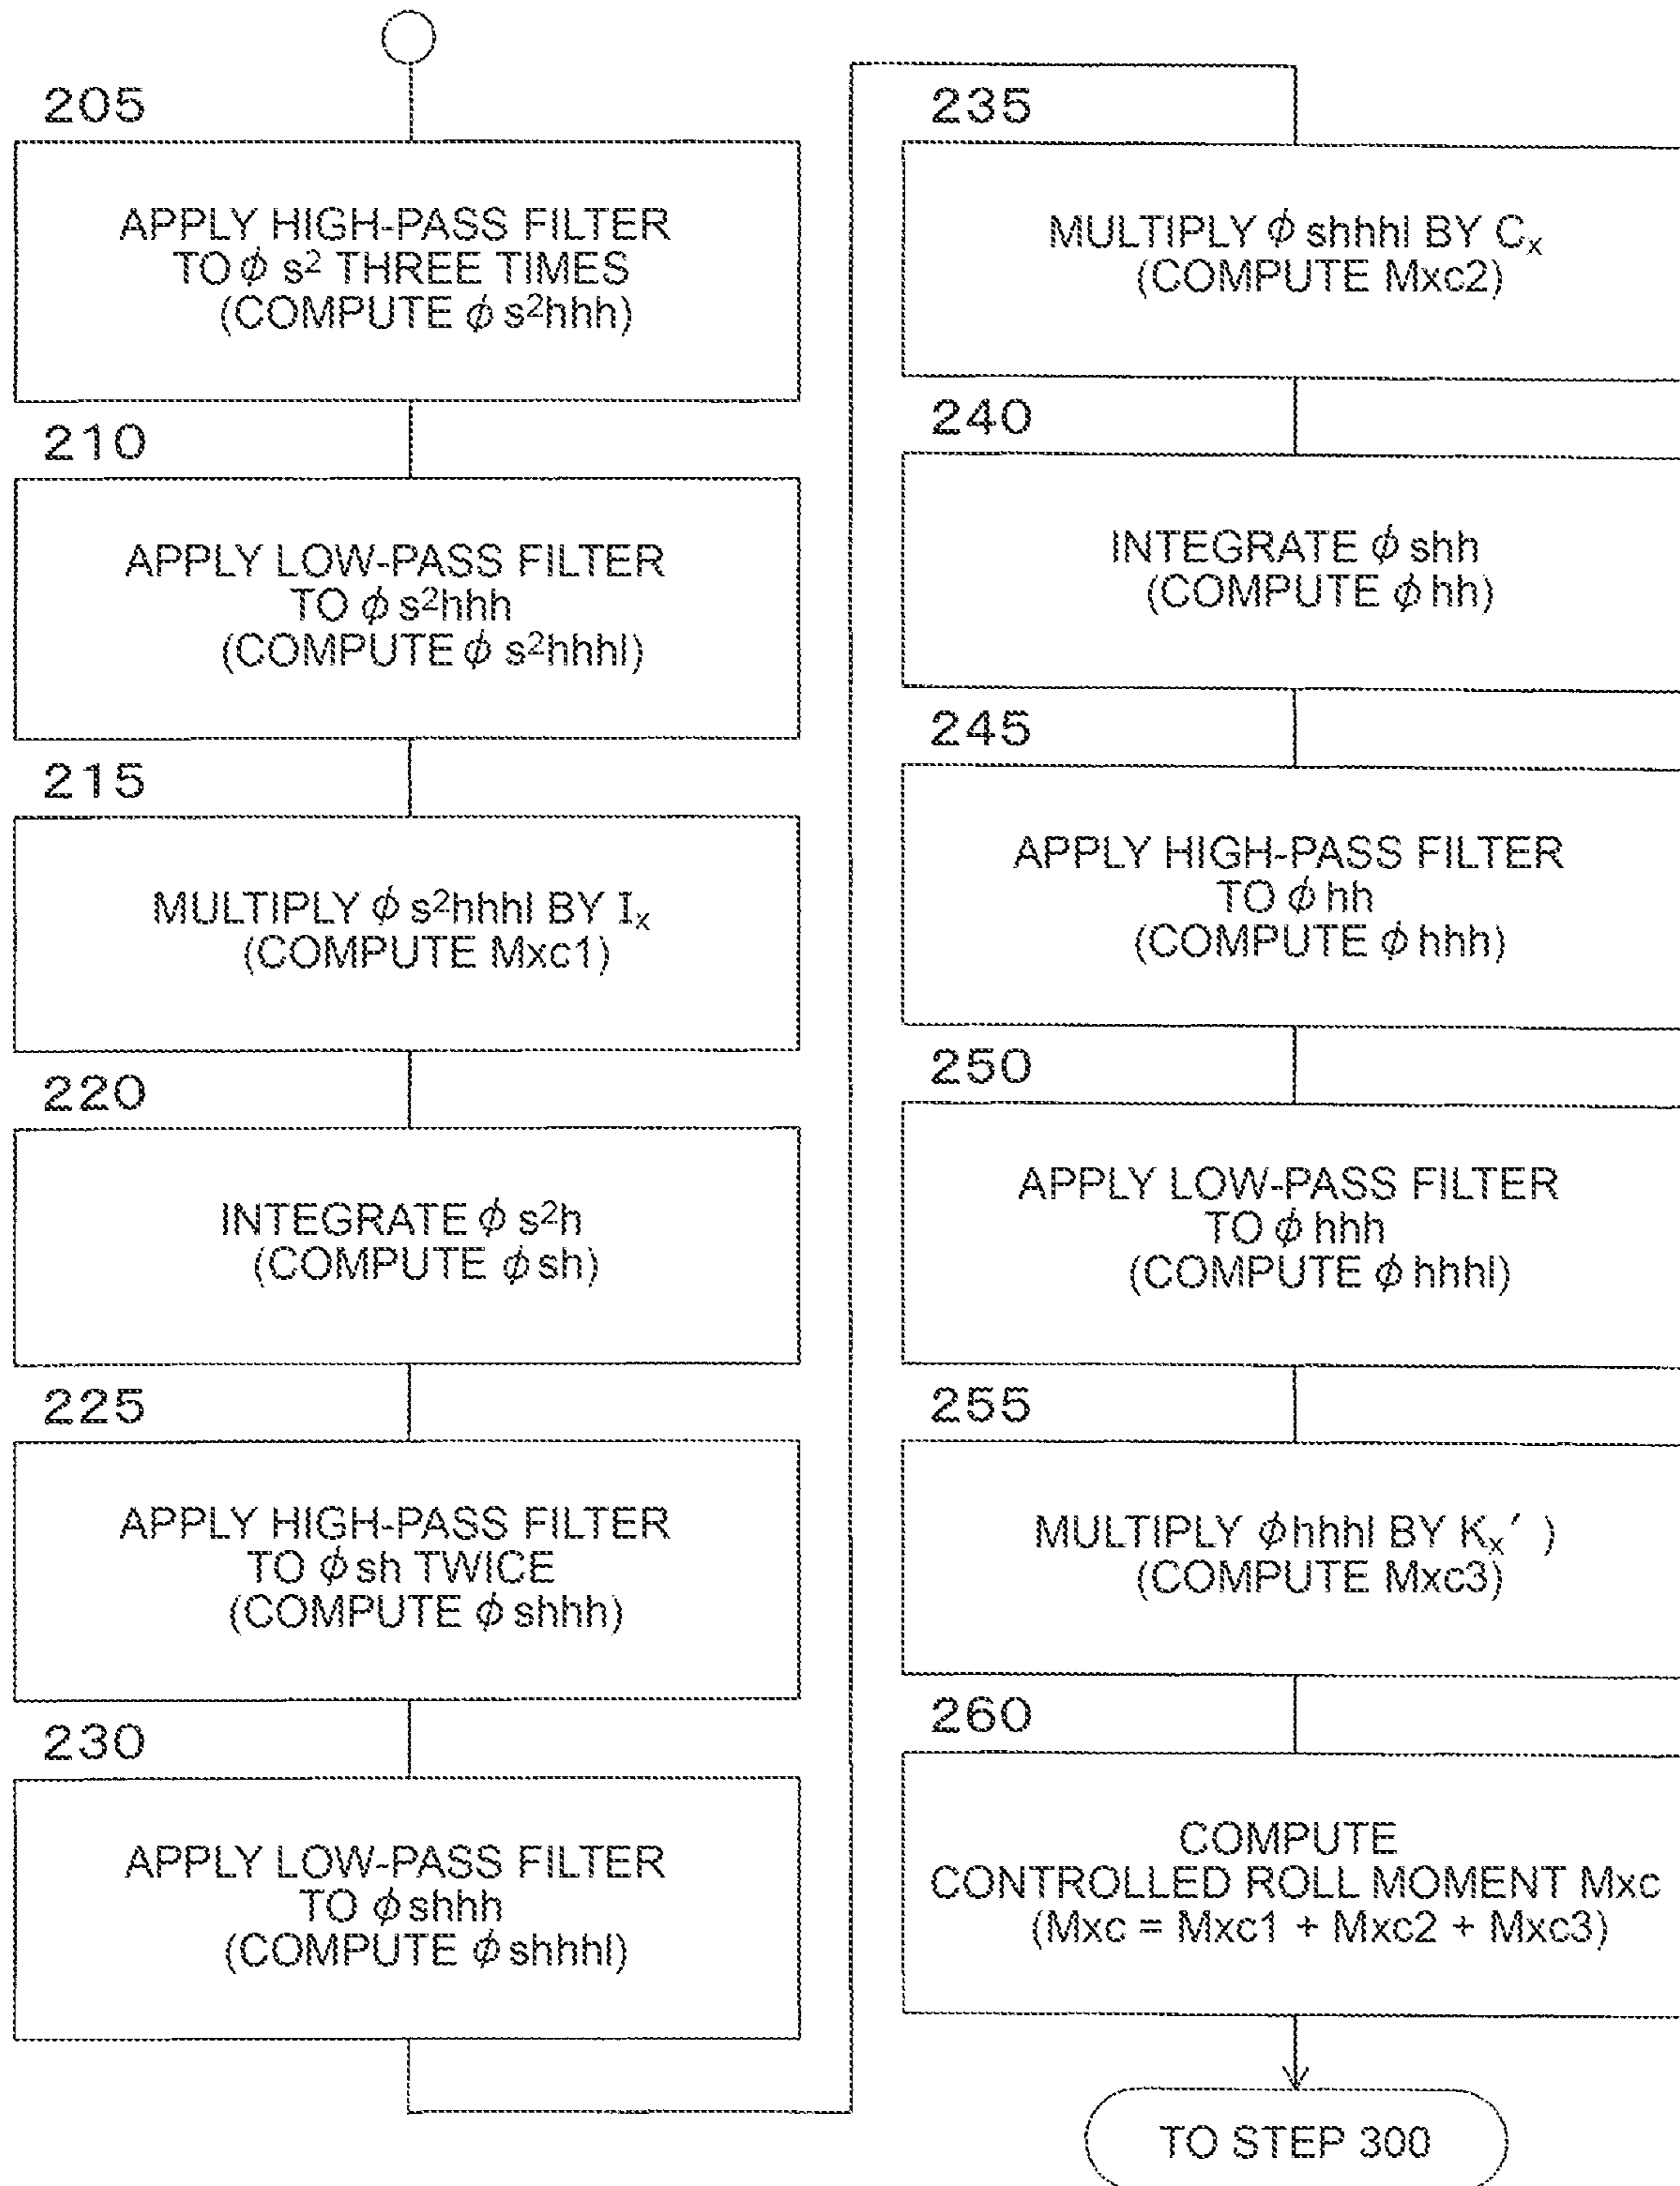 205
APPLY HIGH-PASS FILTER
TO ϕ s² THREE TIMES
(COMPUTE ϕ s²hhh)
210
APPLY LOW-PASS FILTER
TO ϕ s²hhh
(COMPUTE ϕ s²hhhl)
215
MULTIPLY ϕ s²hhhl BY Iₓ
(COMPUTE Mxc1)
220
INTEGRATE ϕ s²h
(COMPUTE ϕ sh)
225
APPLY HIGH-PASS FILTER
TO ϕ sh TWICE
(COMPUTE ϕ shhh)
230
APPLY LOW-PASS FILTER
TO ϕ shhh
(COMPUTE ϕ shhhl)
235
MULTIPLY ϕ shhhl BY Cₓ
(COMPUTE Mxc2)
240
INTEGRATE ϕ shh
(COMPUTE ϕ hh)
245
APPLY HIGH-PASS FILTER
TO ϕ hh
(COMPUTE ϕ hhh)
250
APPLY LOW-PASS FILTER
TO ϕ hhh
(COMPUTE ϕ hhhl)
255
MULTIPLY ϕ hhhl BY Kₓ′ )
(COMPUTE Mxc3)
260
COMPUTE
CONTROLLED ROLL MOMENT Mxc
(Mxc = Mxc1 + Mxc2 + Mxc3)
TO STEP 300